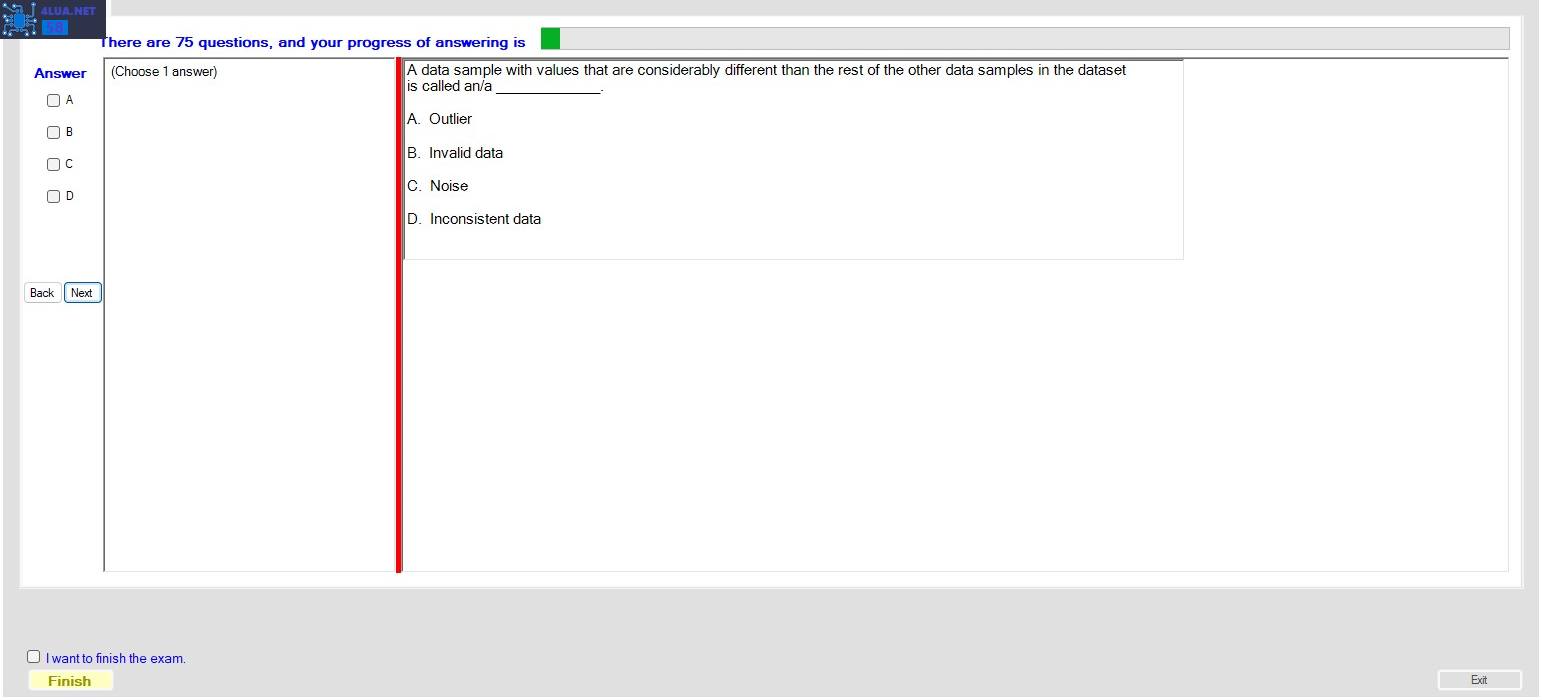 4LUA.NET
58
There are 75 questions, and your progress of answering is
Answer
(Choose 1 answer)
A
B
C
D
Back
Next
A data sample with values that are considerably different than the rest of the other data samples in the dataset
is called an/a _____________.
A. Outlier
B. Invalid data
C. Noise
D. Inconsistent data
I want to finish the exam.
Finish
Exit